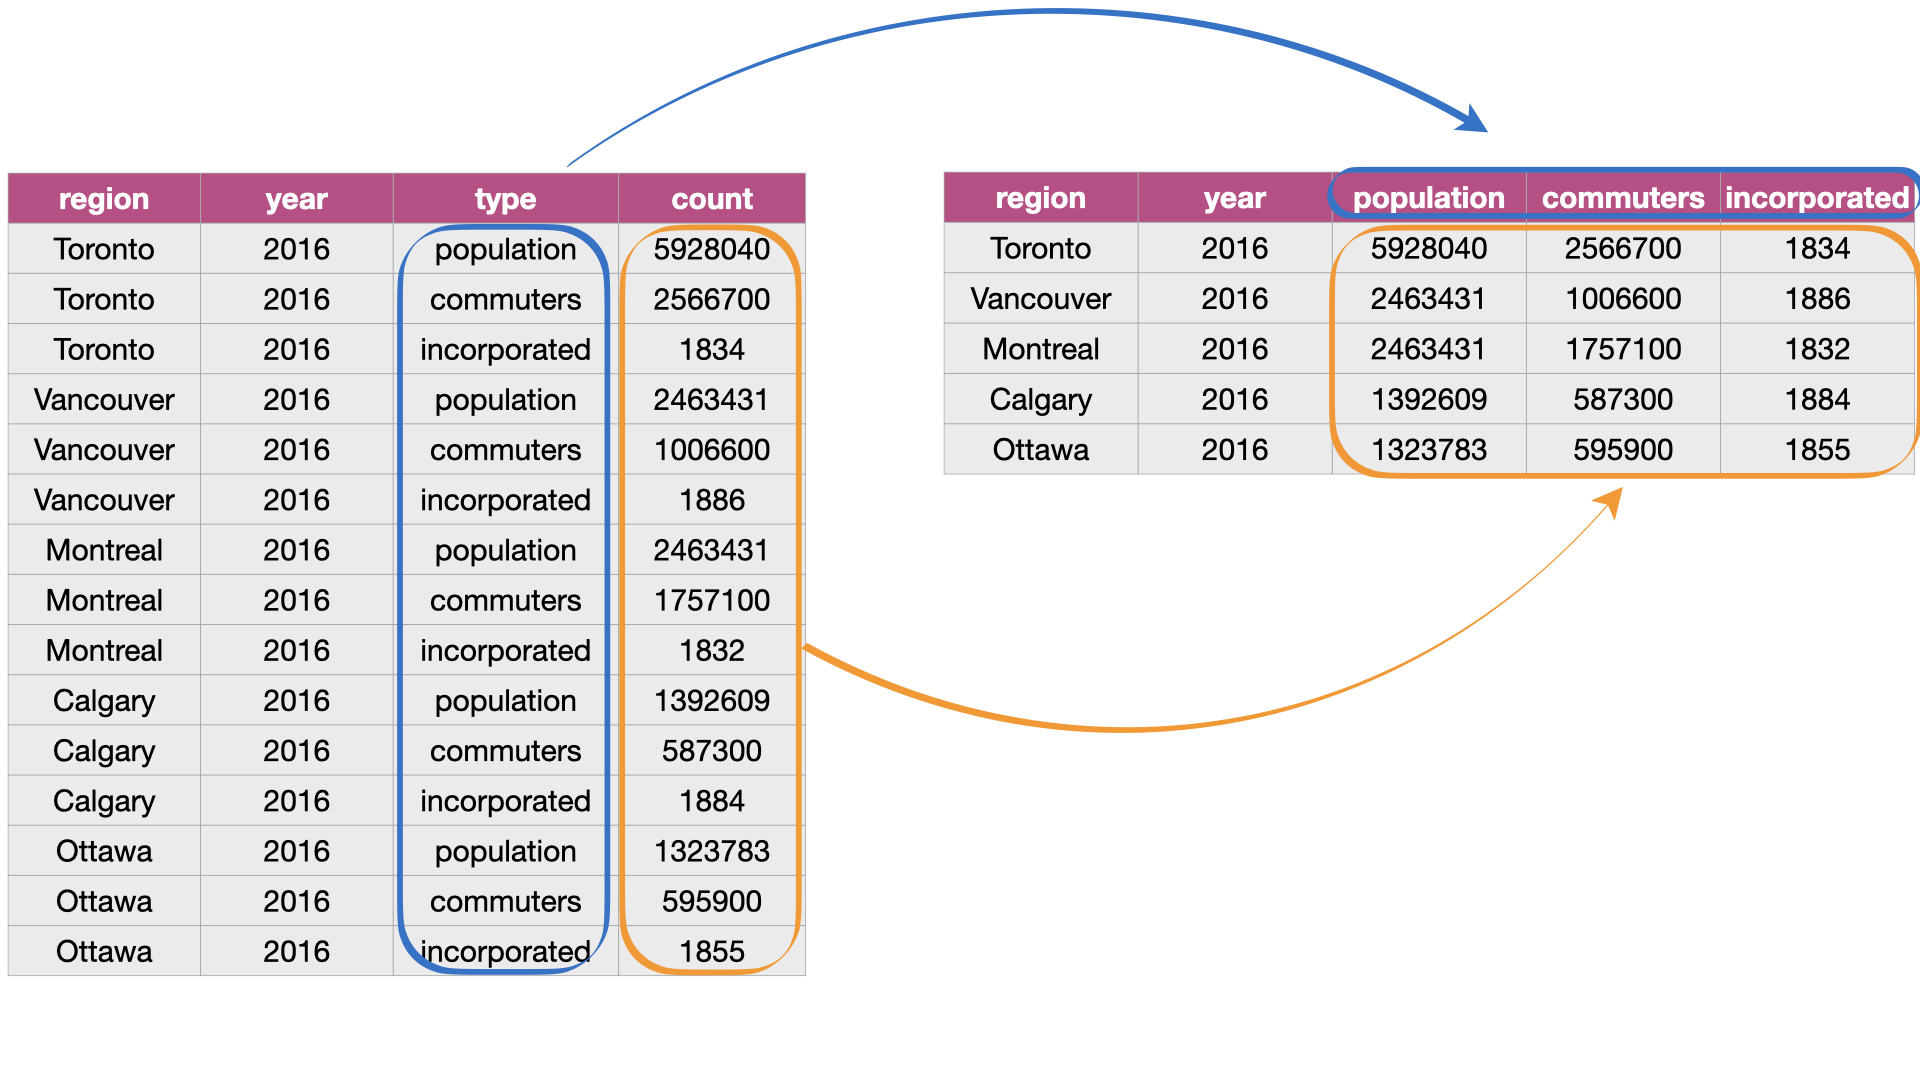 region year type count
Toronto 2016 population 5928040
Toronto 2016 commuters 2566700
Toronto 2016 incorporated 1834
Vancouver 2016 population 2463431
Vancouver 2016 commuters 1006600
Vancouver 2016 incorporated 1886
Montreal 2016 population 2463431
Montreal 2016 commuters 1757100
Montreal 2016 incorporated 1832
Calgary 2016 population 1392609
Calgary 2016 commuters 587300
Calgary 2016 incorporated 1884
Ottawa 2016 population 1323783
Ottawa 2016 commuters 595900
Ottawa 2016 incorporated 1855
region year population commuters incorporated
Toronto 2016 5928040 2566700 1834
Vancouver 2016 2463431 1006600 1886
Montreal 2016 2463431 1757100 1832
Calgary 2016 1392609 587300 1884
Ottawa 2016 1323783 595900 1855